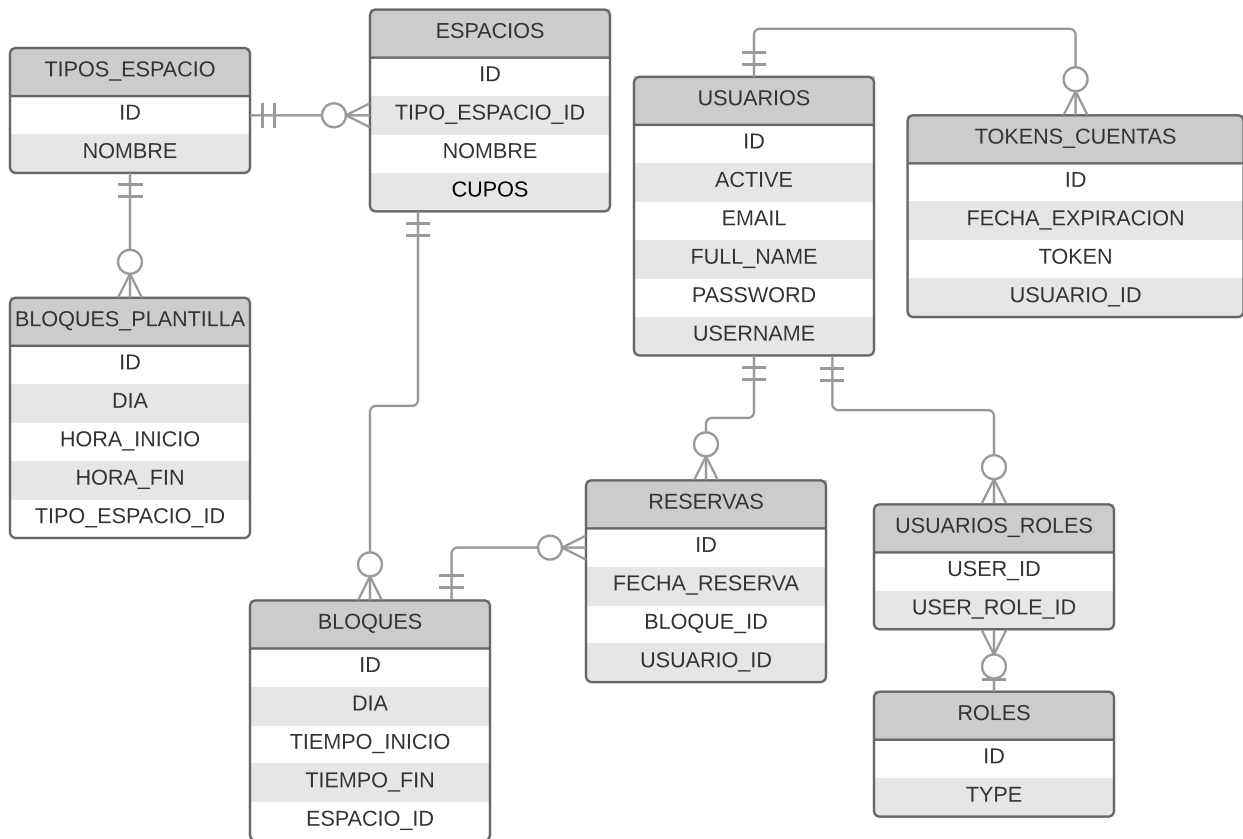 TIPOS_ESPACIO
ID
NOMBRE
ESPACIOS
ID
TIPO_ESPACIO_ID
NOMBRE
CUPOS
USUARIOS
ID
ACTIVE
EMAIL
FULL_NAME
PASSWORD
USERNAME
TOKENS_CUENTAS
ID
FECHA_EXPIRACION
TOKEN
USUARIO_ID
BLOQUES_PLANTILLA
ID
DIA
HORA_INICIO
HORA_FIN
TIPO_ESPACIO_ID
BLOQUES
ID
DIA
TIEMPO_INICIO
TIEMPO_FIN
ESPACIO_ID
RESERVAS
ID
FECHA_RESERVA
BLOQUE_ID
USUARIO_ID
USUARIOS_ROLES
USER_ID
USER_ROLE_ID
ROLES
ID
TYPE